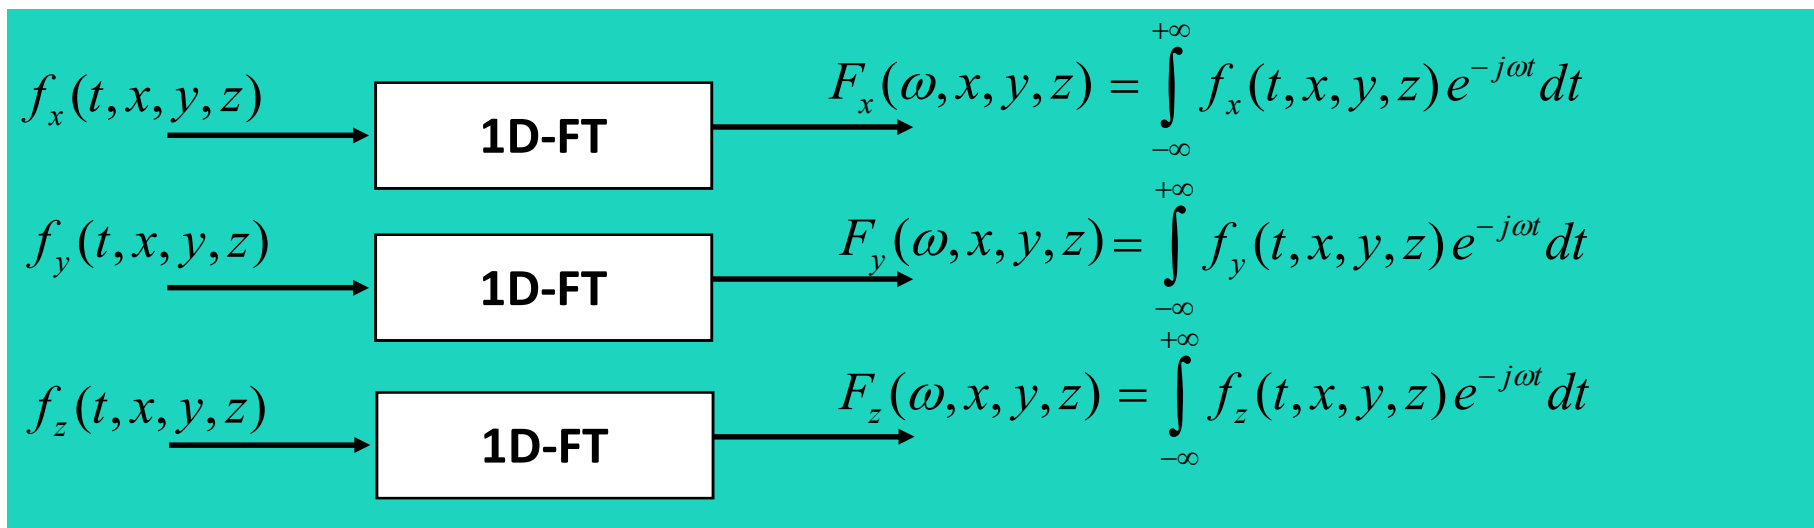 f_x(t,x,y,z) 1D-FT F_x(ω,x,y,z) = ∫_{-∞}^{+∞} f_x(t,x,y,z) e^{-jωt} dt
f_y(t,x,y,z) 1D-FT F_y(ω,x,y,z) = ∫_{-∞}^{+∞} f_y(t,x,y,z) e^{-jωt} dt
f_z(t,x,y,z) 1D-FT F_z(ω,x,y,z) = ∫_{-∞}^{+∞} f_z(t,x,y,z) e^{-jωt} dt